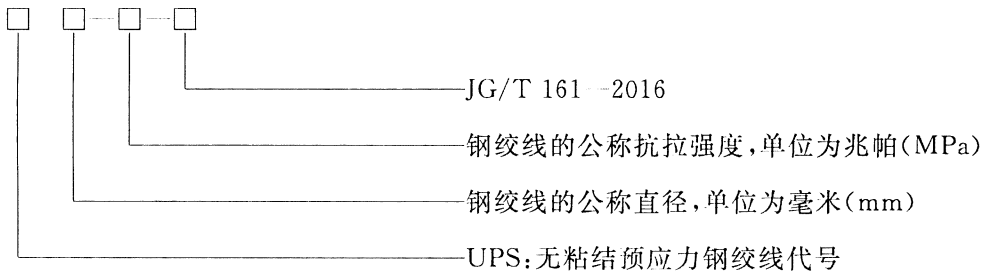 □ □-□-□
JG/T 161—2016
钢绞线的公称抗拉强度,单位为兆帕(MPa)
钢绞线的公称直径,单位为毫米(mm)
UPS:无粘结预应力钢绞线代号